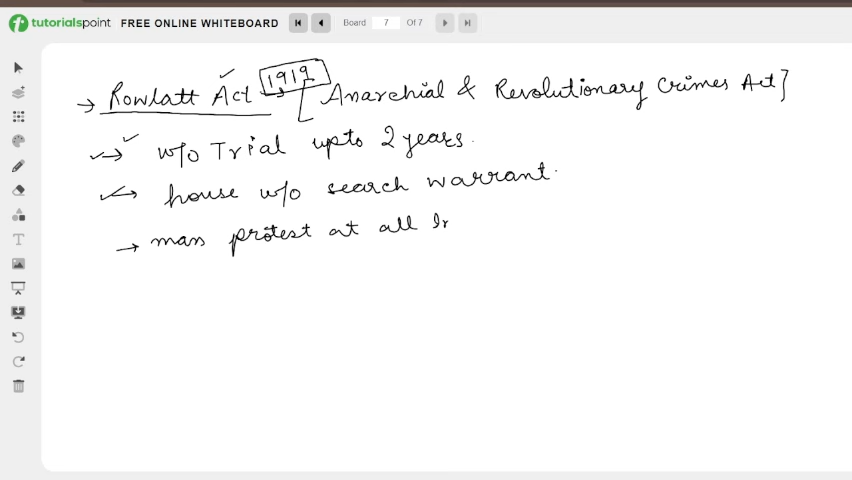 tutorialspoint FREE ONLINE WHITEBOARD Board 7 Of 7
→ Rowlatt Act 1919 → [Anarchial & Revolutionary Crimes Act]
→ w/o Trial upto 2 years.
→ house w/o search warrant.
→ mass protest at all In